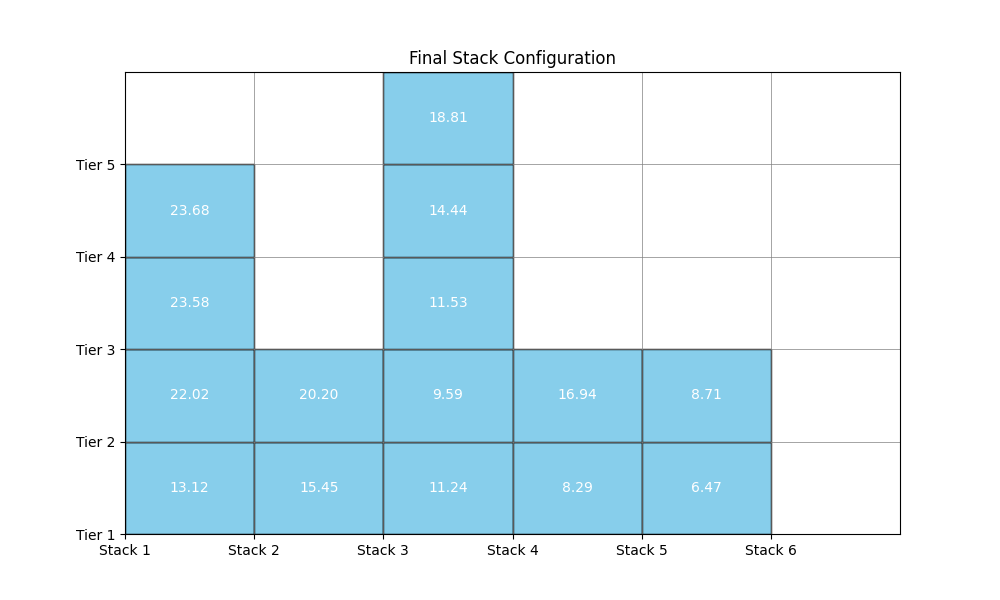 Final Stack Configuration
18.81
Tier 5
23.68 14.44
Tier 4
23.58 11.53
Tier 3
22.02 20.20 9.59 16.94 8.71
Tier 2
13.12 15.45 11.24 8.29 6.47
Tier 1
Stack 1 Stack 2 Stack 3 Stack 4 Stack 5 Stack 6